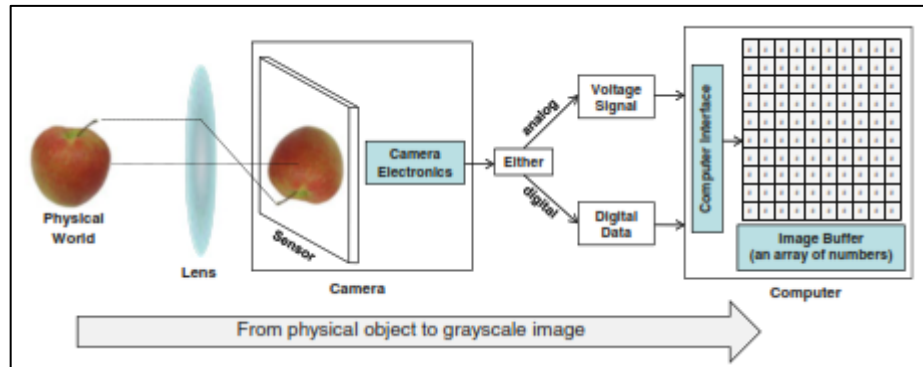 Physical
World
Lens
Sensor
Camera
Electronics
Camera
Either
analog
digital
Voltage
Signal
Digital
Data
Computer Interface
Image Buffer
(an array of numbers)
Computer
From physical object to grayscale image